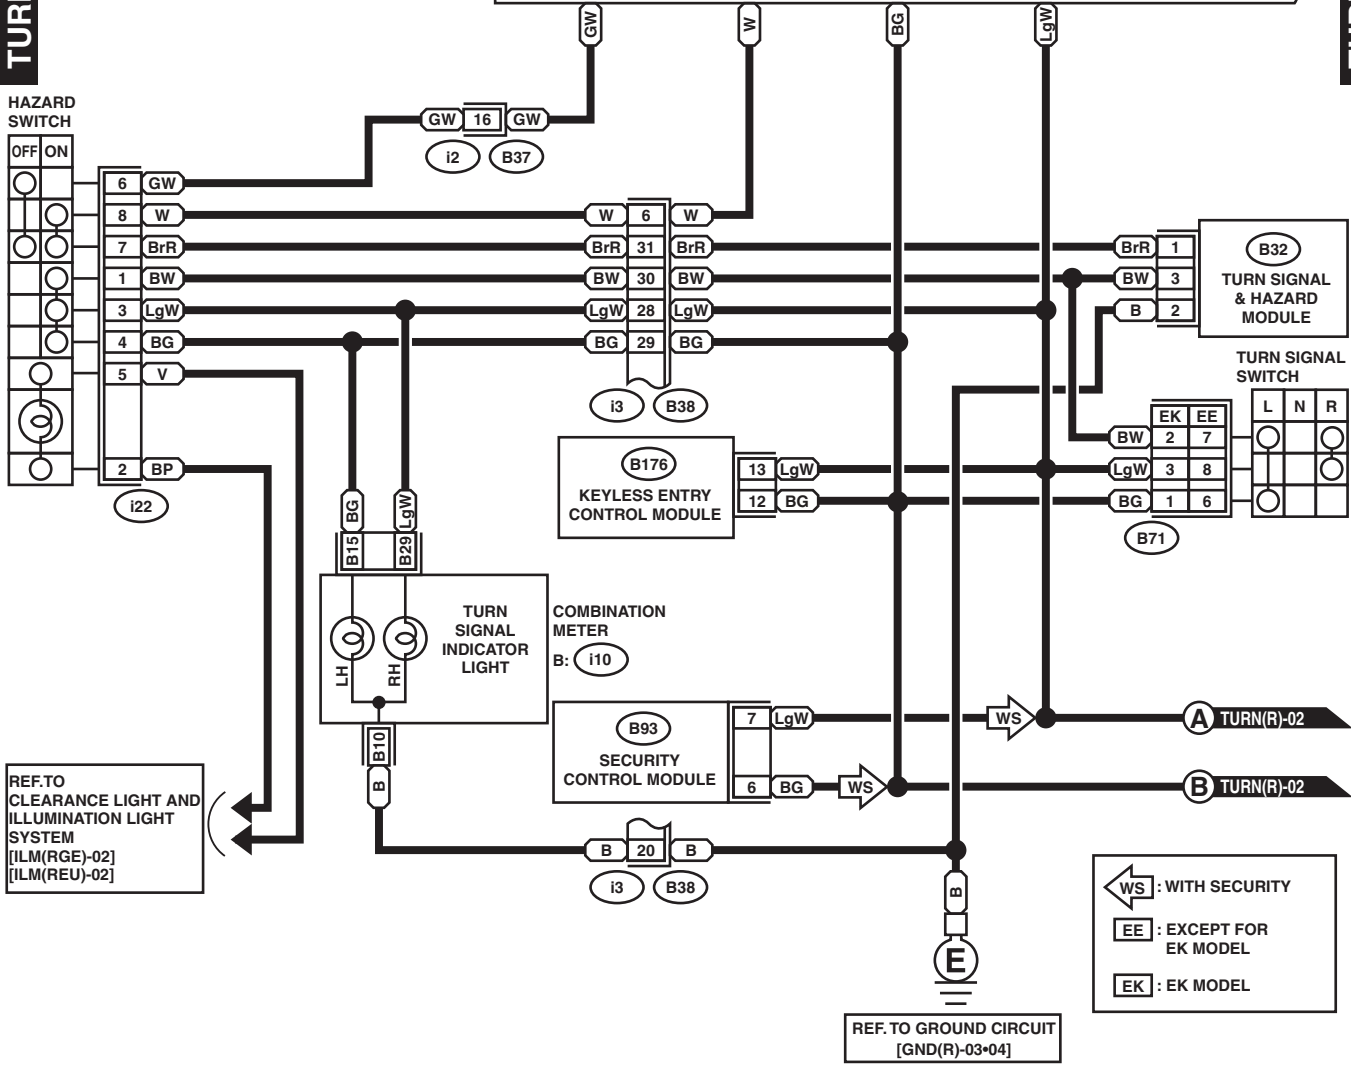 TUR
GW
W
BG
LgW
HAZARD
SWITCH
OFF ON
GW 16 GW
i2 B37
6 GW
8 W
7 BrR
1 BW
3 LgW
4 BG
5 V
2 BP
i22
W 6 W
BrR 31 BrR
BW 30 BW
LgW 28 LgW
BG 29 BG
i3 B38
BrR 1
BW 3
B 2
B32
TURN SIGNAL
& HAZARD
MODULE
TURN SIGNAL
SWITCH
L N R
EK EE
BW 2 7
LgW 3 8
BG 1 6
B71
B176
KEYLESS ENTRY
CONTROL MODULE
13 LgW
12 BG
BG
LgW
B15
B29
LH
RH
TURN
SIGNAL
INDICATOR
LIGHT
COMBINATION
METER
B: i10
B10
B
B93
SECURITY
CONTROL MODULE
7 LgW
6 BG
WS
WS
A TURN(R)-02
B TURN(R)-02
REF.TO
CLEARANCE LIGHT AND
ILLUMINATION LIGHT
SYSTEM
[ILM(RGE)-02]
[ILM(REU)-02]
B 20 B
i3 B38
B
E
REF. TO GROUND CIRCUIT
[GND(R)-03•04]
WS : WITH SECURITY
EE : EXCEPT FOR
EK MODEL
EK : EK MODEL